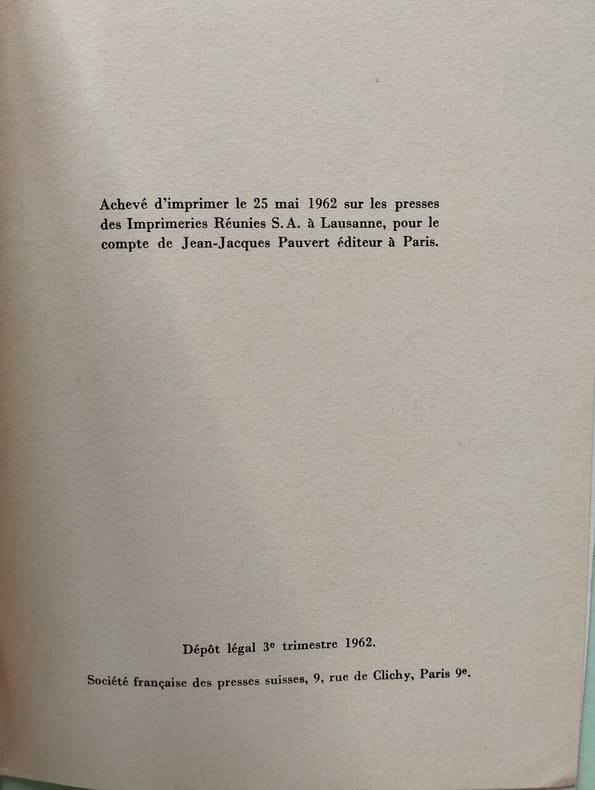 Achevé d'imprimer le 25 mai 1962 sur les presses
des Imprimeries Réunies S.A. à Lausanne, pour le
compte de Jean-Jacques Pauvert éditeur à Paris.
Dépôt légal 3e trimestre 1962.
Société française des presses suisses, 9, rue de Clichy, Paris 9e.